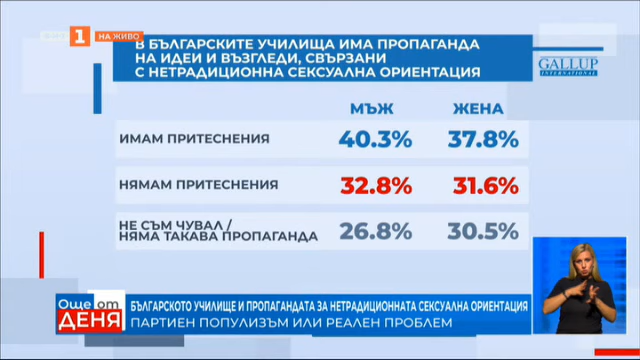 БНТ 1 НА ЖИВО
В БЪЛГАРСКИТЕ УЧИЛИЩА ИМА ПРОПАГАНДА
НА ИДЕИ И ВЪЗГЛЕДИ, СВЪРЗАНИ
С НЕТРАДИЦИОННА СЕКСУАЛНА ОРИЕНТАЦИЯ
GALLUP
INTERNATIONAL
МЪЖ ЖЕНА
ИМАМ ПРИТЕСНЕНИЯ 40.3% 37.8%
НЯМАМ ПРИТЕСНЕНИЯ 32.8% 31.6%
НЕ СЪМ ЧУВАЛ /
НЯМА ТАКАВА ПРОПАГАНДА 26.8% 30.5%
Още от
ДЕНЯ
БЪЛГАРСКОТО УЧИЛИЩЕ И ПРОПАГАНДАТА ЗА НЕТРАДИЦИОННАТА СЕКСУАЛНА ОРИЕНТАЦИЯ
ПАРТИЕН ПОПУЛИЗЪМ ИЛИ РЕАЛЕН ПРОБЛЕМ